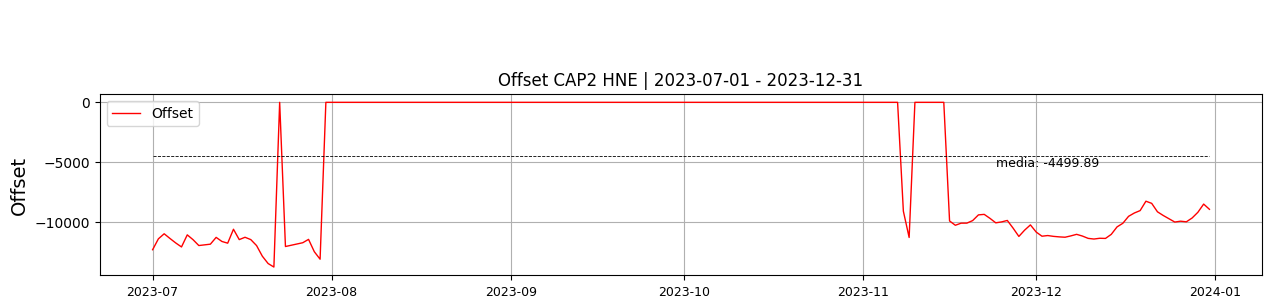 Offset CAP2 HNE | 2023-07-01 - 2023-12-31
Offset
0
−5000
−10000
Offset
media: -4499.89
2023-07
2023-08
2023-09
2023-10
2023-11
2023-12
2024-01